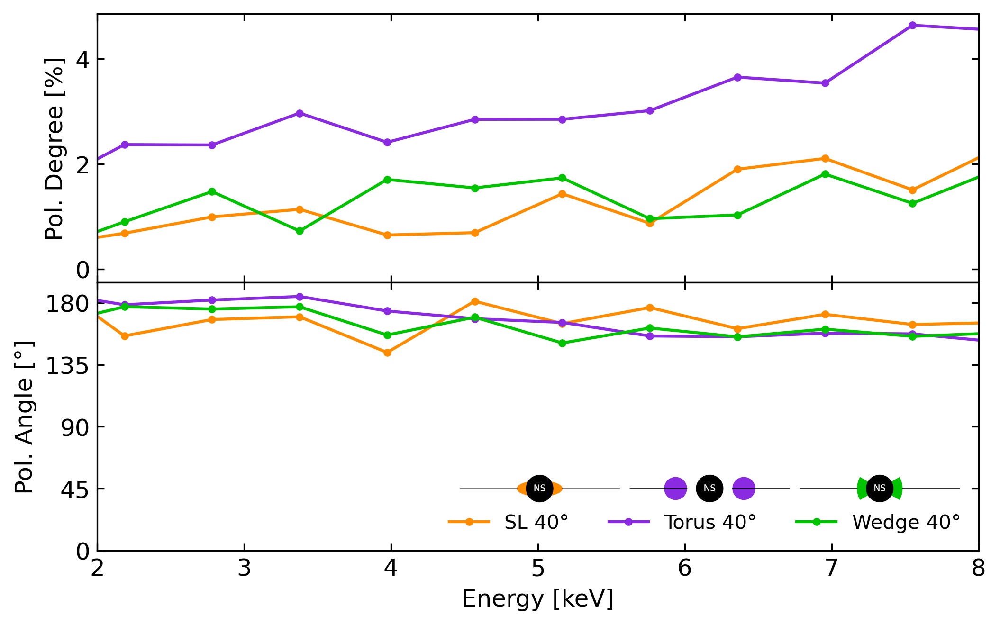 Pol. Degree [%]
4
2
0
Pol. Angle [°]
180
135
90
45
0
NS NS NS
SL 40° Torus 40° Wedge 40°
2 3 4 5 6 7 8
Energy [keV]